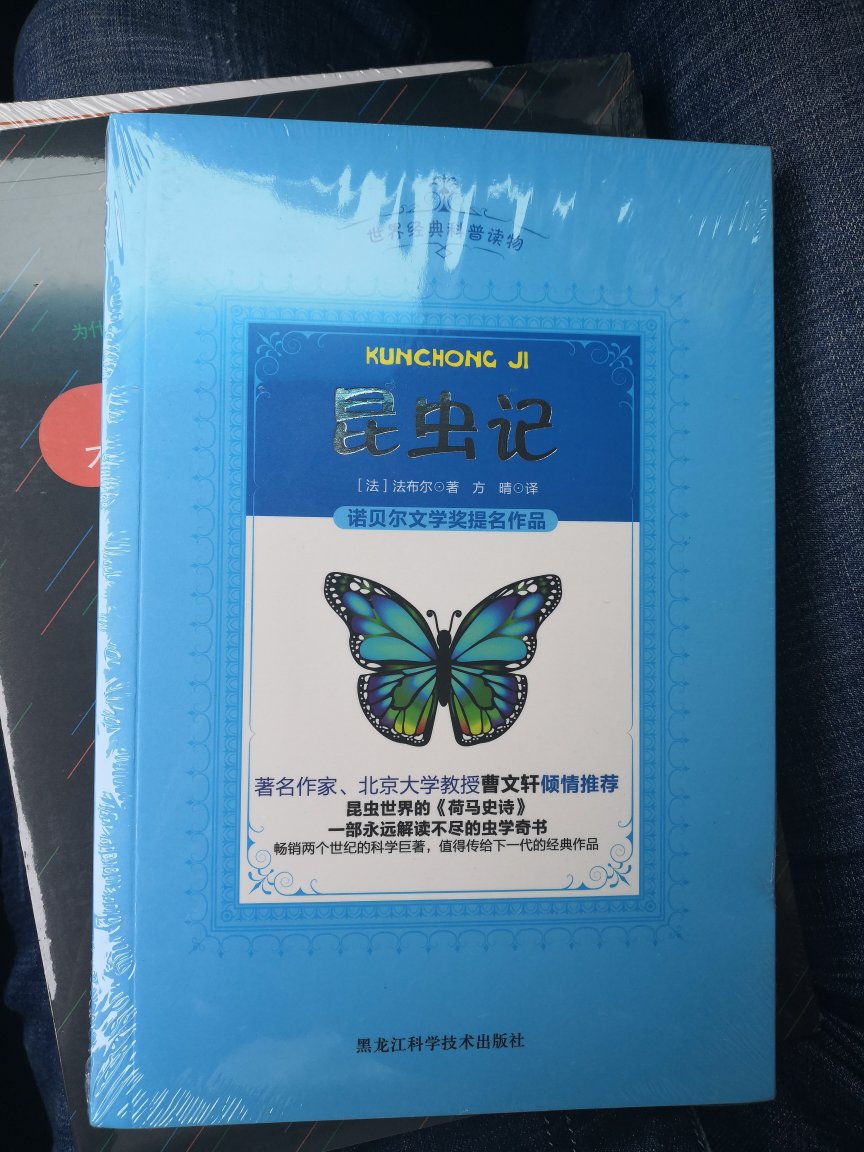 世界经典科普读物
KUNCHONG JI
昆虫记
[法]法布尔⊙著 方 晴⊙译
诺贝尔文学奖提名作品
著名作家、北京大学教授曹文轩倾情推荐
昆虫世界的《荷马史诗》
一部永远解读不尽的虫学奇书
畅销两个世纪的科学巨著，值得传给下一代的经典作品
黑龙江科学技术出版社
为什